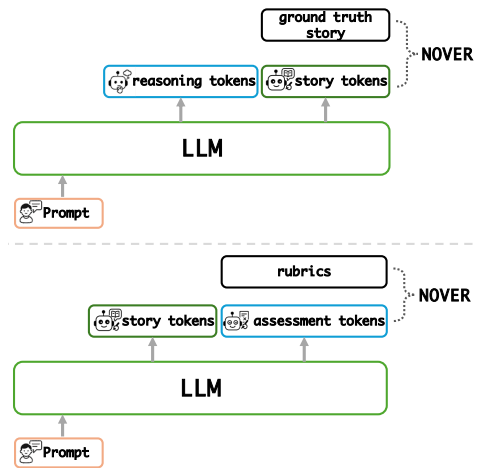 ground truth
story
NOVER
reasoning tokens
story tokens
LLM
Prompt
rubrics
NOVER
story tokens
assessment tokens
LLM
Prompt